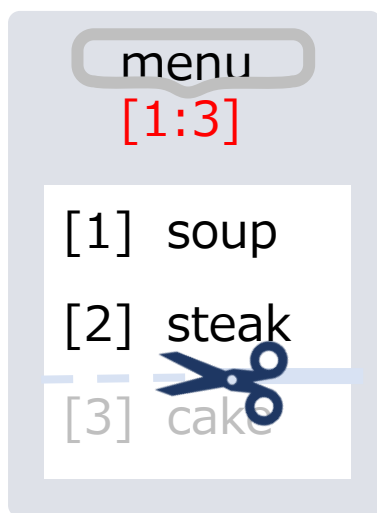 menu
[1:3]
[1] soup
[2] steak
[3] cake